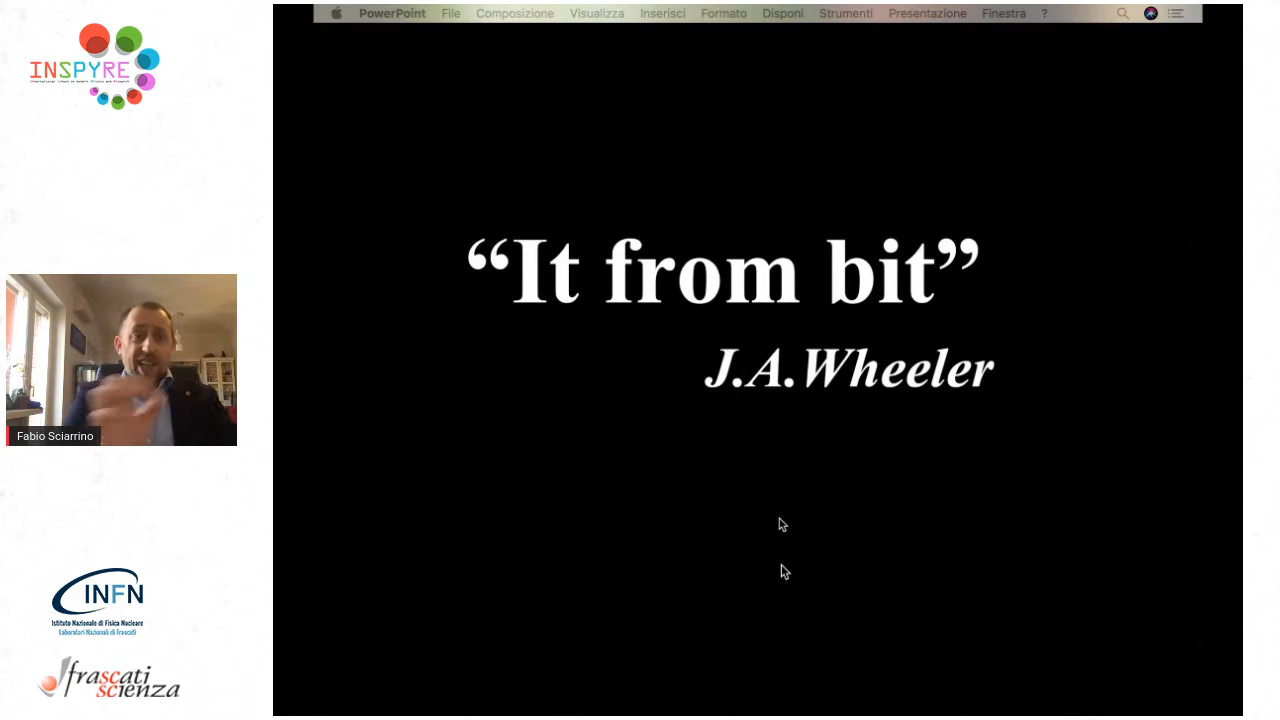 INSPYRE
PowerPoint File Composizione Visualizza Inserisci Formato Disponi Strumenti Presentazione Finestra ?
“It from bit”
J.A.Wheeler
Fabio Sciarrino
INFN
Istituto Nazionale di Fisica Nucleare
Laboratori Nazionali di Frascati
frascati
scienza